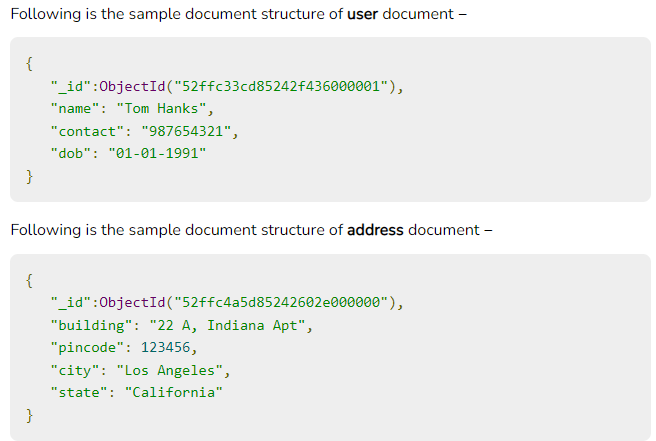 Following is the sample document structure of user document −
{
"_id":ObjectId("52ffc33cd85242f436000001"),
"name": "Tom Hanks",
"contact": "987654321",
"dob": "01-01-1991"
}
Following is the sample document structure of address document −
{
"_id":ObjectId("52ffc4a5d85242602e000000"),
"building": "22 A, Indiana Apt",
"pincode": 123456,
"city": "Los Angeles",
"state": "California"
}